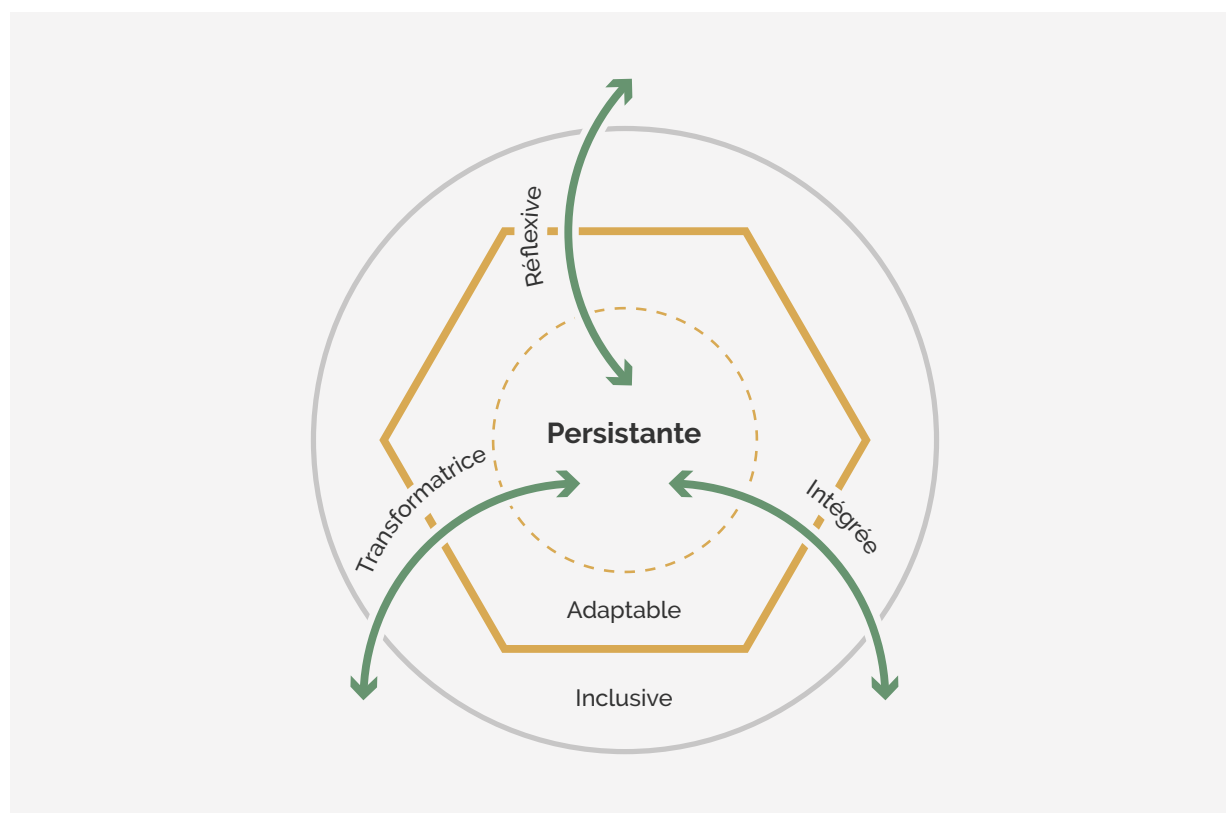 Réflexive
Persistante
Transformatrice
Intégrée
Adaptable
Inclusive